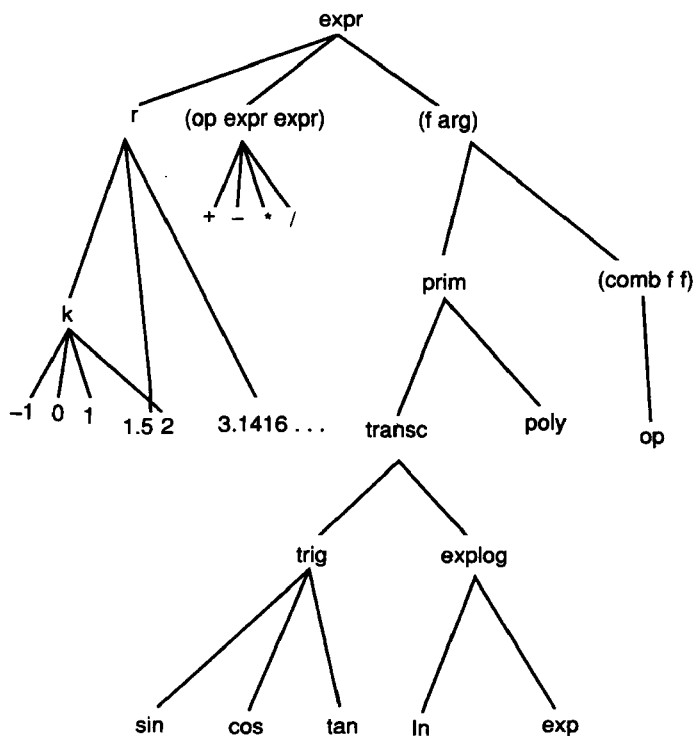 expr
r (op expr expr) (f arg)
+ – * /
prim (comb f f)
k
–1 0 1 1.5 2 3.1416 . . . transc poly op
trig explog
sin cos tan ln exp